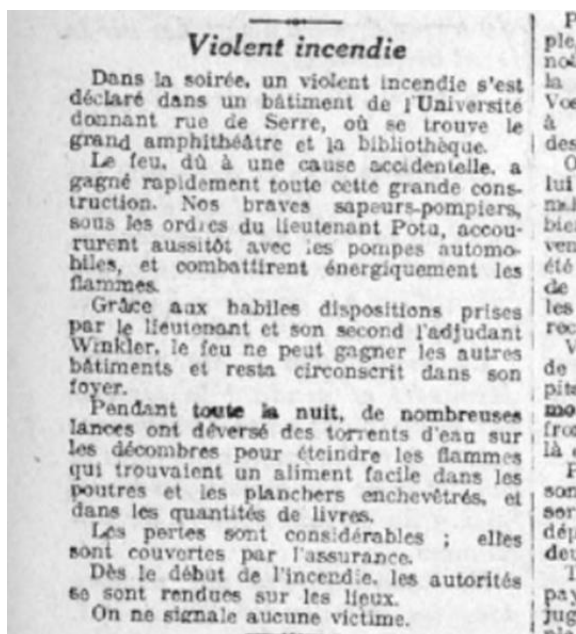 Violent incendie
Dans la soirée, un violent incendie s'est
déclaré dans un bâtiment de l'Université
donnant rue de Serre, où se trouve le
grand amphithéâtre et la bibliothèque.
Le feu, dû à une cause accidentelle, a
gagné rapidement toute cette grande cons-
truction. Nos braves sapeurs-pompiers,
sous les ordres du lieutenant Potu, accou-
rurent aussitôt avec les pompes automo-
biles, et combattirent énergiquement les
flammes.
Grâce aux habiles dispositions prises
par le lieutenant et son second l'adjudant
Winkler, le feu ne peut gagner les autres
bâtiments et resta circonscrit dans son
foyer.
Pendant toute la nuit, de nombreuses
lances ont déversé des torrents d'eau sur
les décombres pour éteindre les flammes
qui trouvaient un aliment facile dans les
poutres et les planchers enchevêtrés, et
dans les quantités de livres.
Les pertes sont considérables ; elles
sont couvertes par l'assurance.
Dès le début de l'incendie, les autorités
se sont rendues sur les lieux.
On ne signale aucune victime.